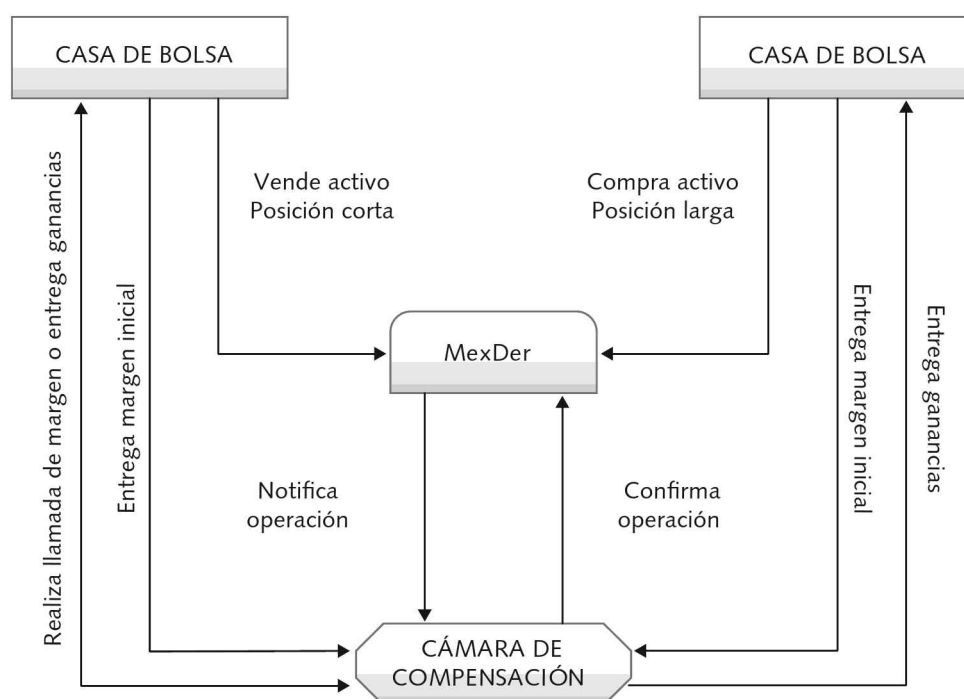 CASA DE BOLSA
CASA DE BOLSA
Vende activo
Posición corta
Compra activo
Posición larga
Realiza llamada de margen o entrega ganancias
Entrega margen inicial
MexDer
Entrega margen inicial
Entrega ganancias
Notifica
operación
Confirma
operación
CÁMARA DE
COMPENSACIÓN